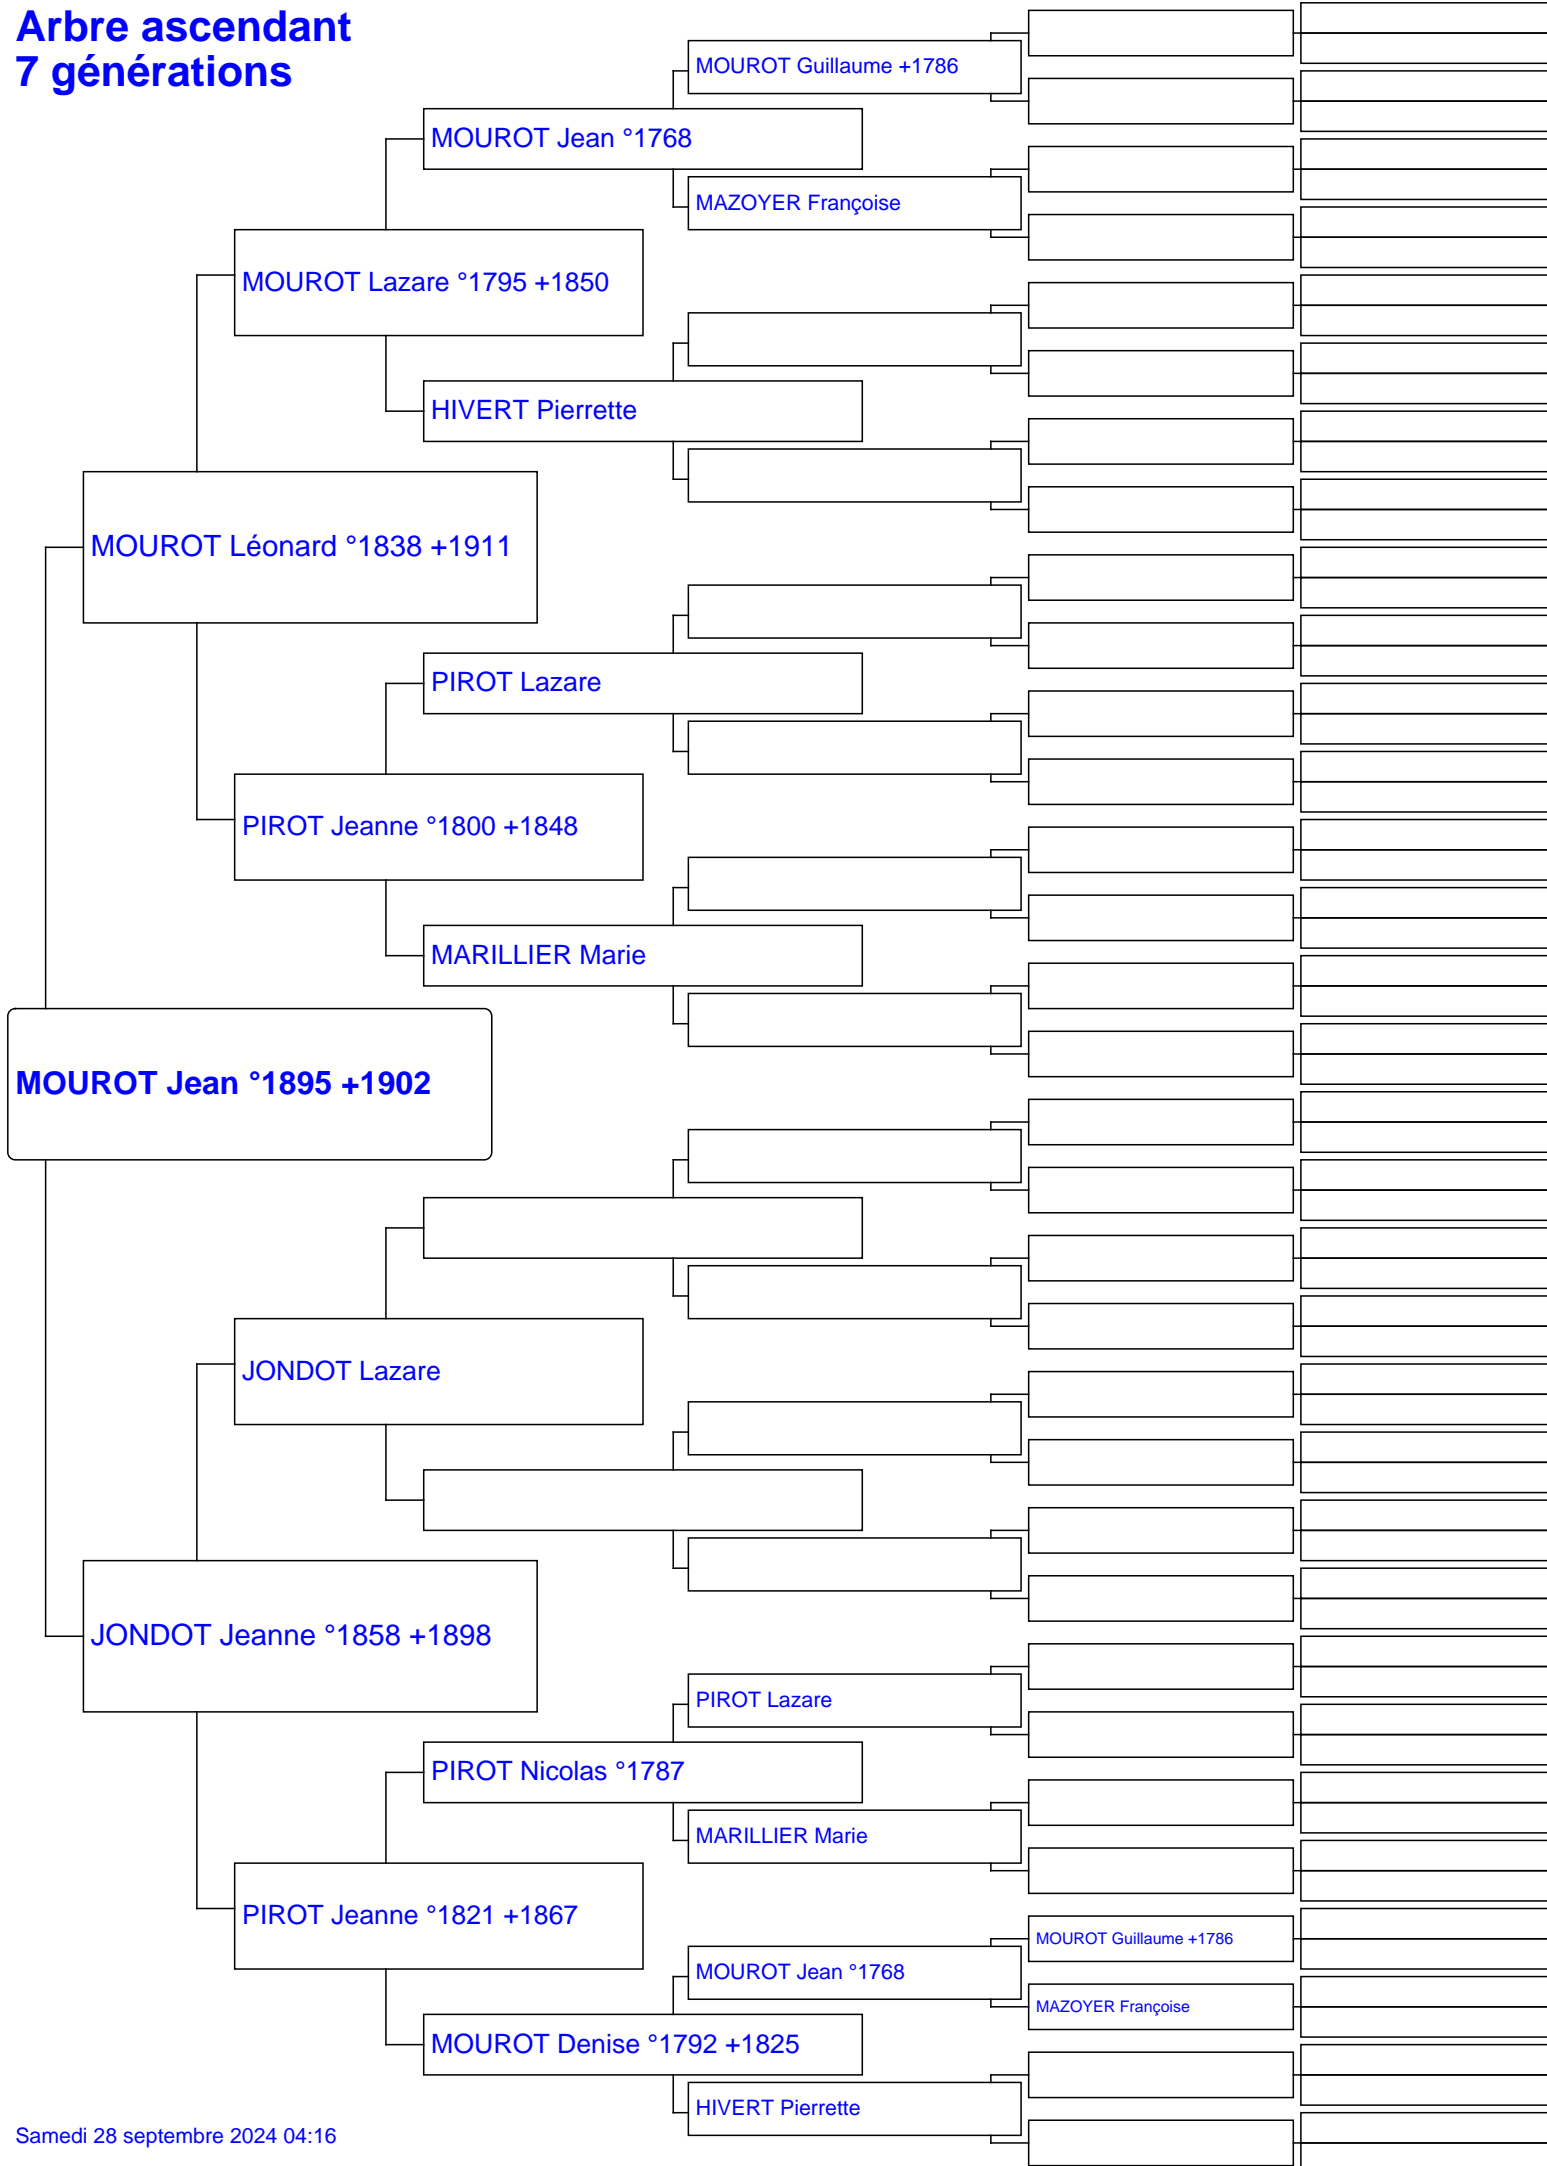 Arbre ascendant
7 générations
MOUROT Guillaume +1786
MOUROT Jean °1768
MAZOYER Françoise
MOUROT Lazare °1795 +1850
HIVERT Pierrette
MOUROT Léonard °1838 +1911
PIROT Lazare
PIROT Jeanne °1800 +1848
MARILLIER Marie
MOUROT Jean °1895 +1902
JONDOT Lazare
JONDOT Jeanne °1858 +1898
PIROT Lazare
PIROT Nicolas °1787
MARILLIER Marie
PIROT Jeanne °1821 +1867
MOUROT Guillaume +1786
MOUROT Jean °1768
MAZOYER Françoise
MOUROT Denise °1792 +1825
HIVERT Pierrette
Samedi 28 septembre 2024 04:16